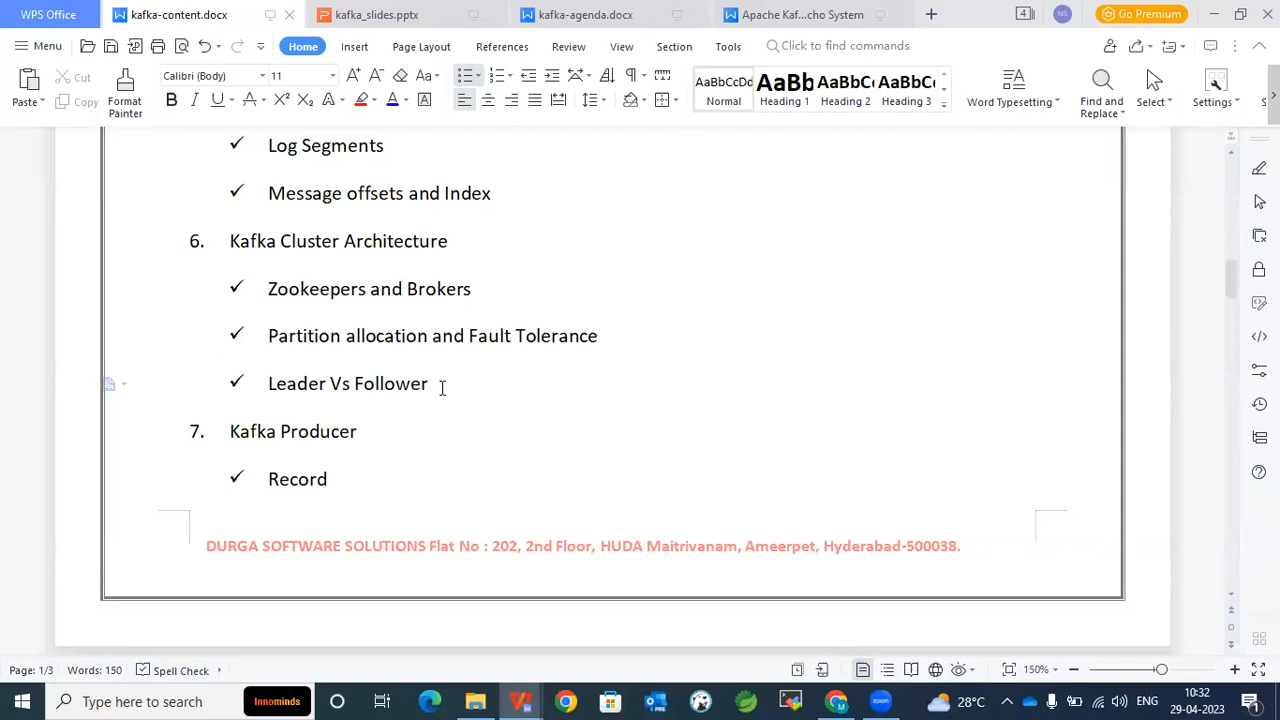 WPS Office
kafka-content.docx
kafka_slides.pptx
kafka-agenda.docx
Apache Kaf...cho System
NS
Go Premium
Menu
Home
Insert
Page Layout
References
Review
View
Section
Tools
Click to find commands
Paste
Cut
Copy
Format Painter
Calibri (Body)
11
AaBbCcDd
Normal
AaBb
Heading 1
AaBbC
Heading 2
AaBbC
Heading 3
Word Typesetting
Find and Replace
Select
Settings
Log Segments
Message offsets and Index
6. Kafka Cluster Architecture
Zookeepers and Brokers
Partition allocation and Fault Tolerance
Leader Vs Follower
7. Kafka Producer
Record
DURGA SOFTWARE SOLUTIONS Flat No : 202, 2nd Floor, HUDA Maitrivanam, Ameerpet, Hyderabad-500038.
Page: 1/3
Words: 150
Spell Check
150%
Type here to search
Innominds
28°C
ENG
10:32
29-04-2023